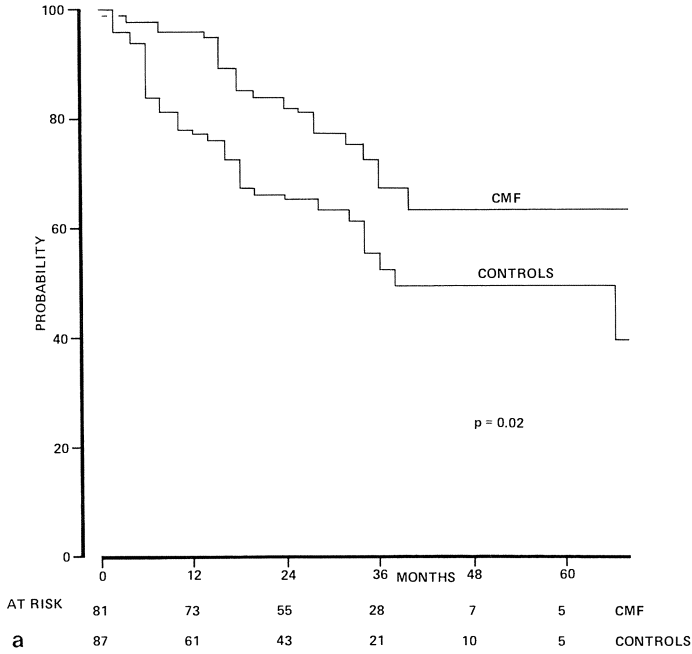 100
80
60
40
20
0
PROBABILITY
CMF
CONTROLS
p = 0.02
0 12 24 36 MONTHS 48 60
AT RISK 81 73 55 28 7 5 CMF
a 87 61 43 21 10 5 CONTROLS